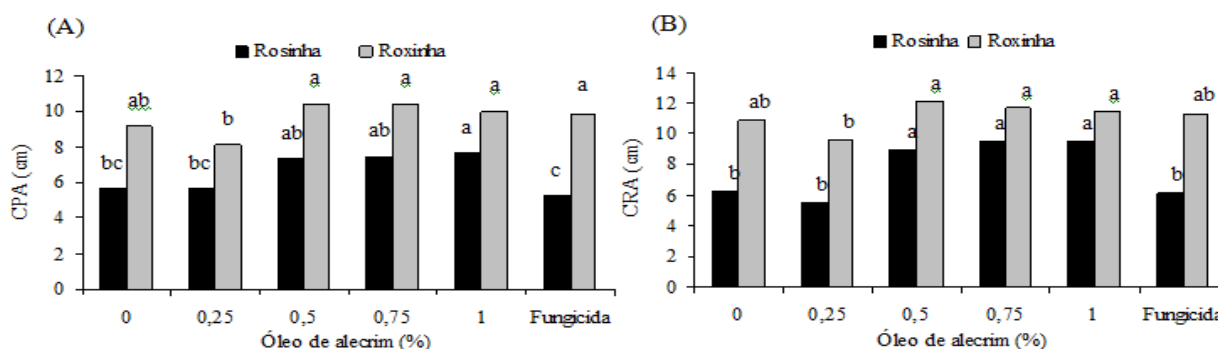 (A)
Rosinha Roxinha
CPA (cm)
12
10
8
6
4
2
0
ab
b
a
a
a
a
bc
bc
ab
ab
a
c
0 0,25 0,5 0,75 1 Fungicida
Óleo de alecrim (%)
(B)
Rosinha Roxinha
CRA (cm)
14
12
10
8
6
4
2
0
ab
b
a
a
a
ab
b
b
a
a
a
b
0 0,25 0,5 0,75 1 Fungicida
Óleo de alecrim (%)